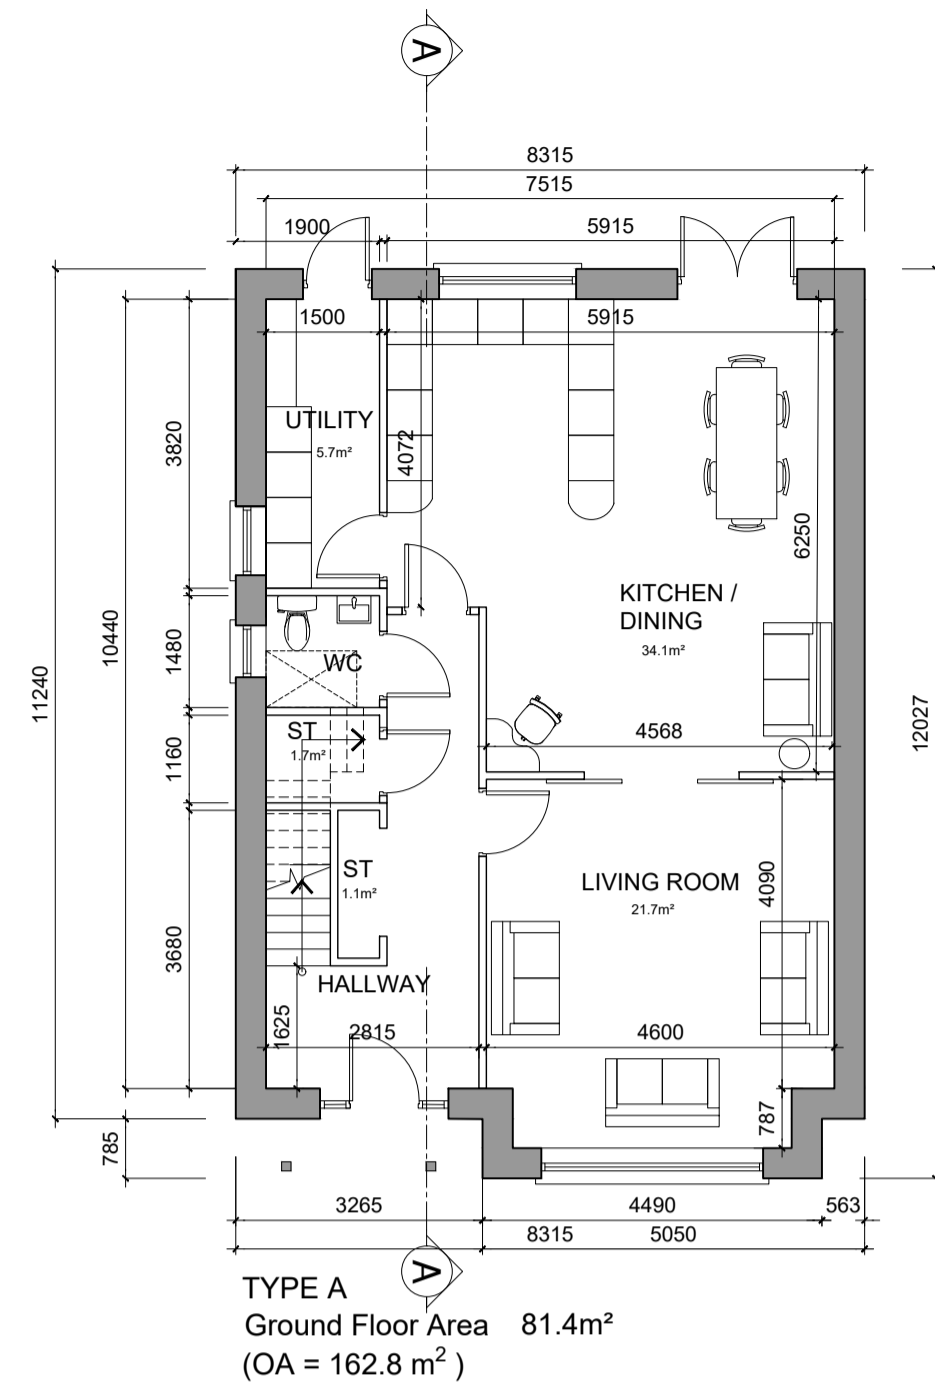 A
8315
7515
1900
5915
1500
5915
UTILITY
5.7m²
3820
4072
6250
KITCHEN /
DINING
34.1m²
WC
1480
10440
11240
12027
ST
1.7m²
1160
4568
ST
1.1m²
LIVING ROOM
21.7m²
4090
3680
HALLWAY
1625
2815
4600
787
785
3265
4490
563
8315
5050
A
TYPE A
Ground Floor Area 81.4m²
(OA = 162.8 m² )